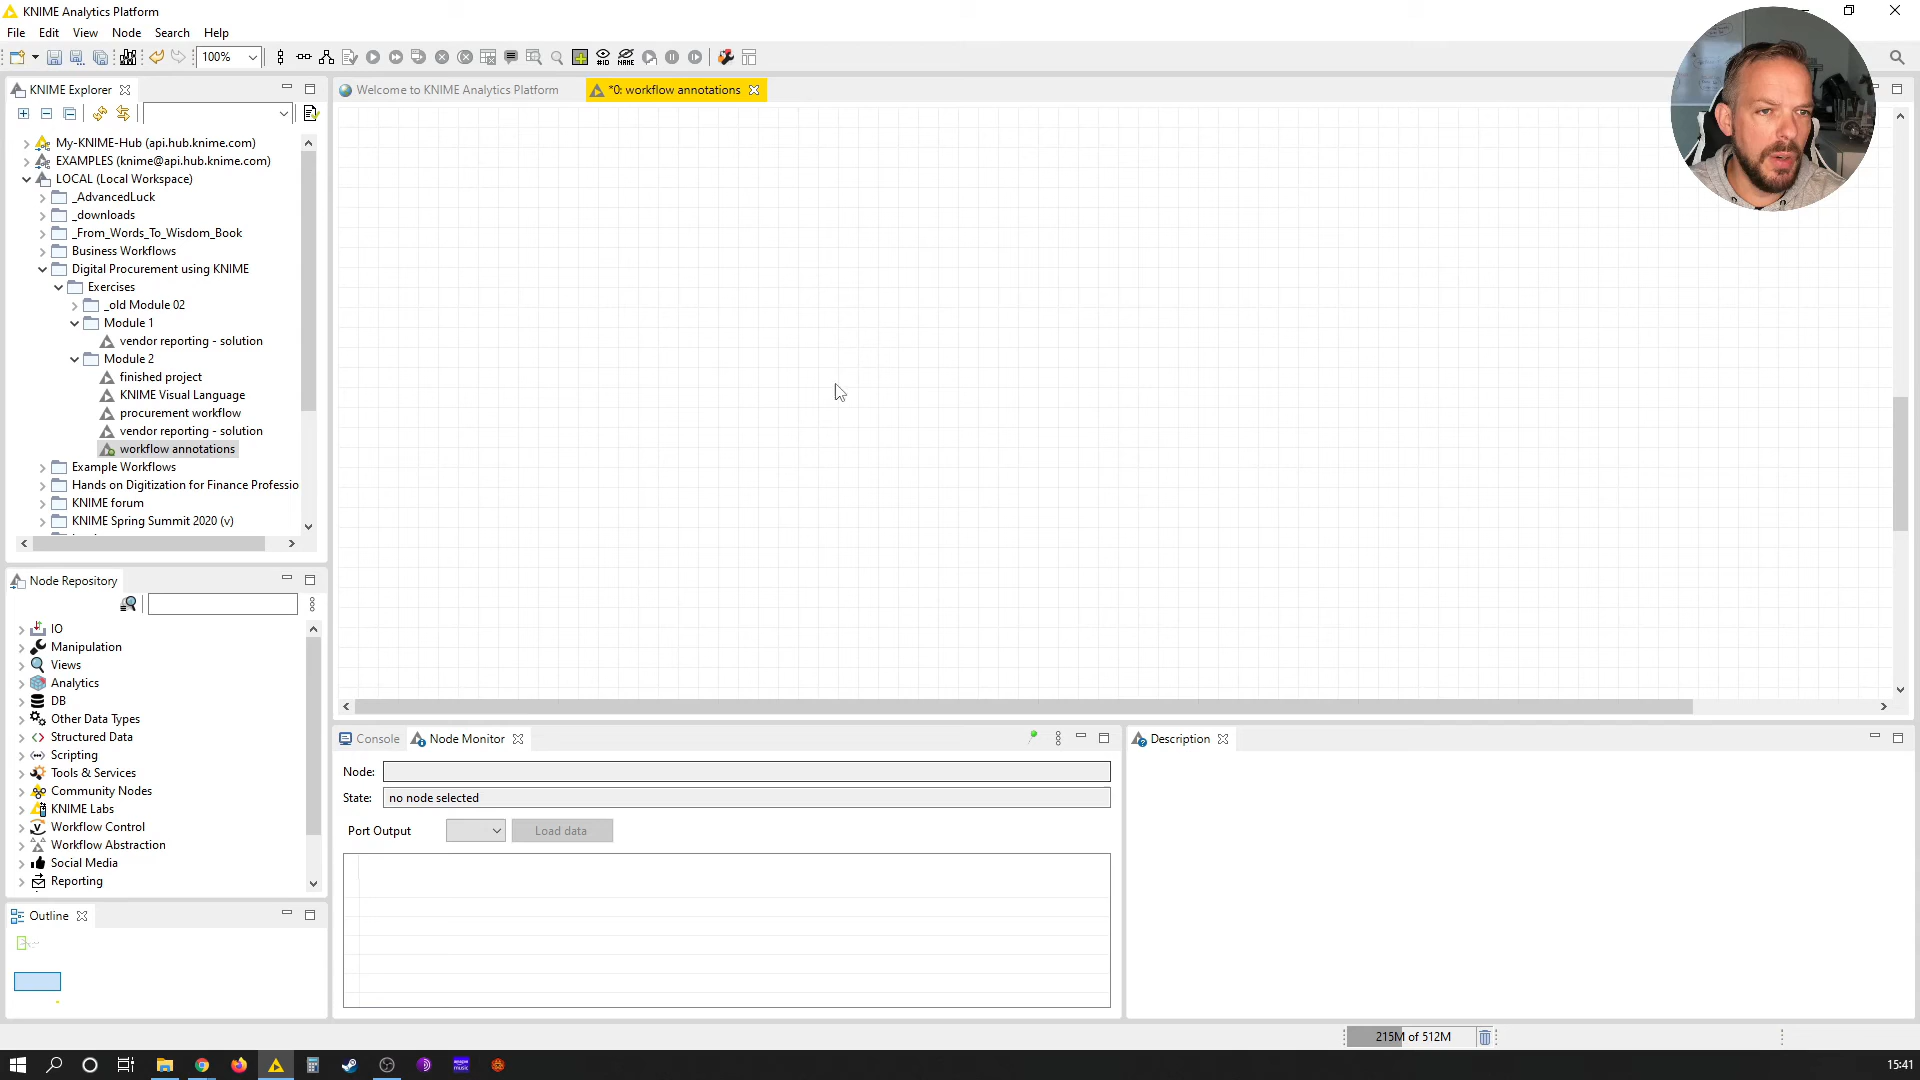 KNIME Analytics Platform
File Edit View Node Search Help
100%
KNIME Explorer
Welcome to KNIME Analytics Platform
*0: workflow annotations
My-KNIME-Hub (api.hub.knime.com)
EXAMPLES (knime@api.hub.knime.com)
LOCAL (Local Workspace)
_AdvancedLuck
_downloads
_From_Words_To_Wisdom_Book
Business Workflows
Digital Procurement using KNIME
Exercises
_old Module 02
Module 1
vendor reporting - solution
Module 2
finished project
KNIME Visual Language
procurement workflow
vendor reporting - solution
workflow annotations
Example Workflows
Hands on Digitization for Finance Professio
KNIME forum
KNIME Spring Summit 2020 (v)
Node Repository
IO
Manipulation
Views
Analytics
DB
Other Data Types
Structured Data
Scripting
Tools & Services
Community Nodes
KNIME Labs
Workflow Control
Workflow Abstraction
Social Media
Reporting
Outline
Console
Node Monitor
Node:
State: no node selected
Port Output Load data
Description
215M of 512M
15:41